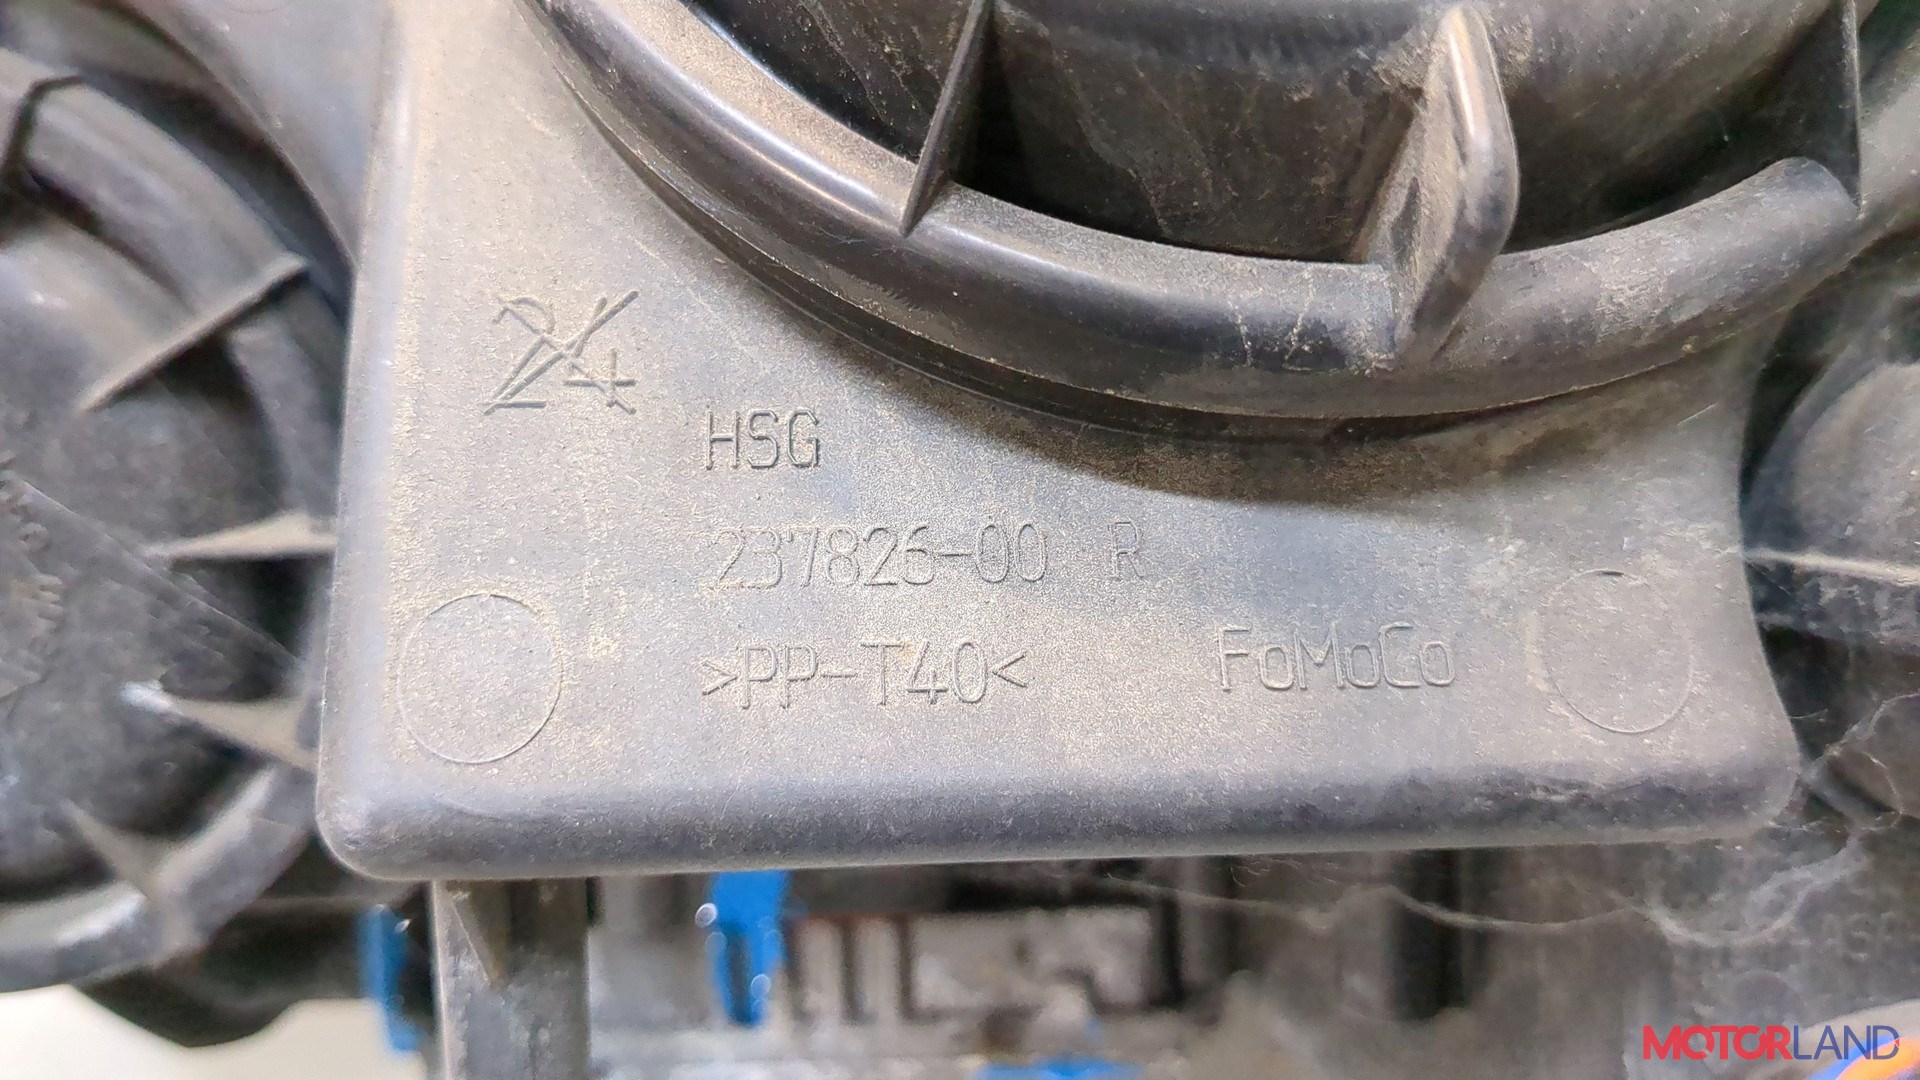 24
HSG
237826-00 R
>PP-T40<
FoMoCo
MOTORLAND